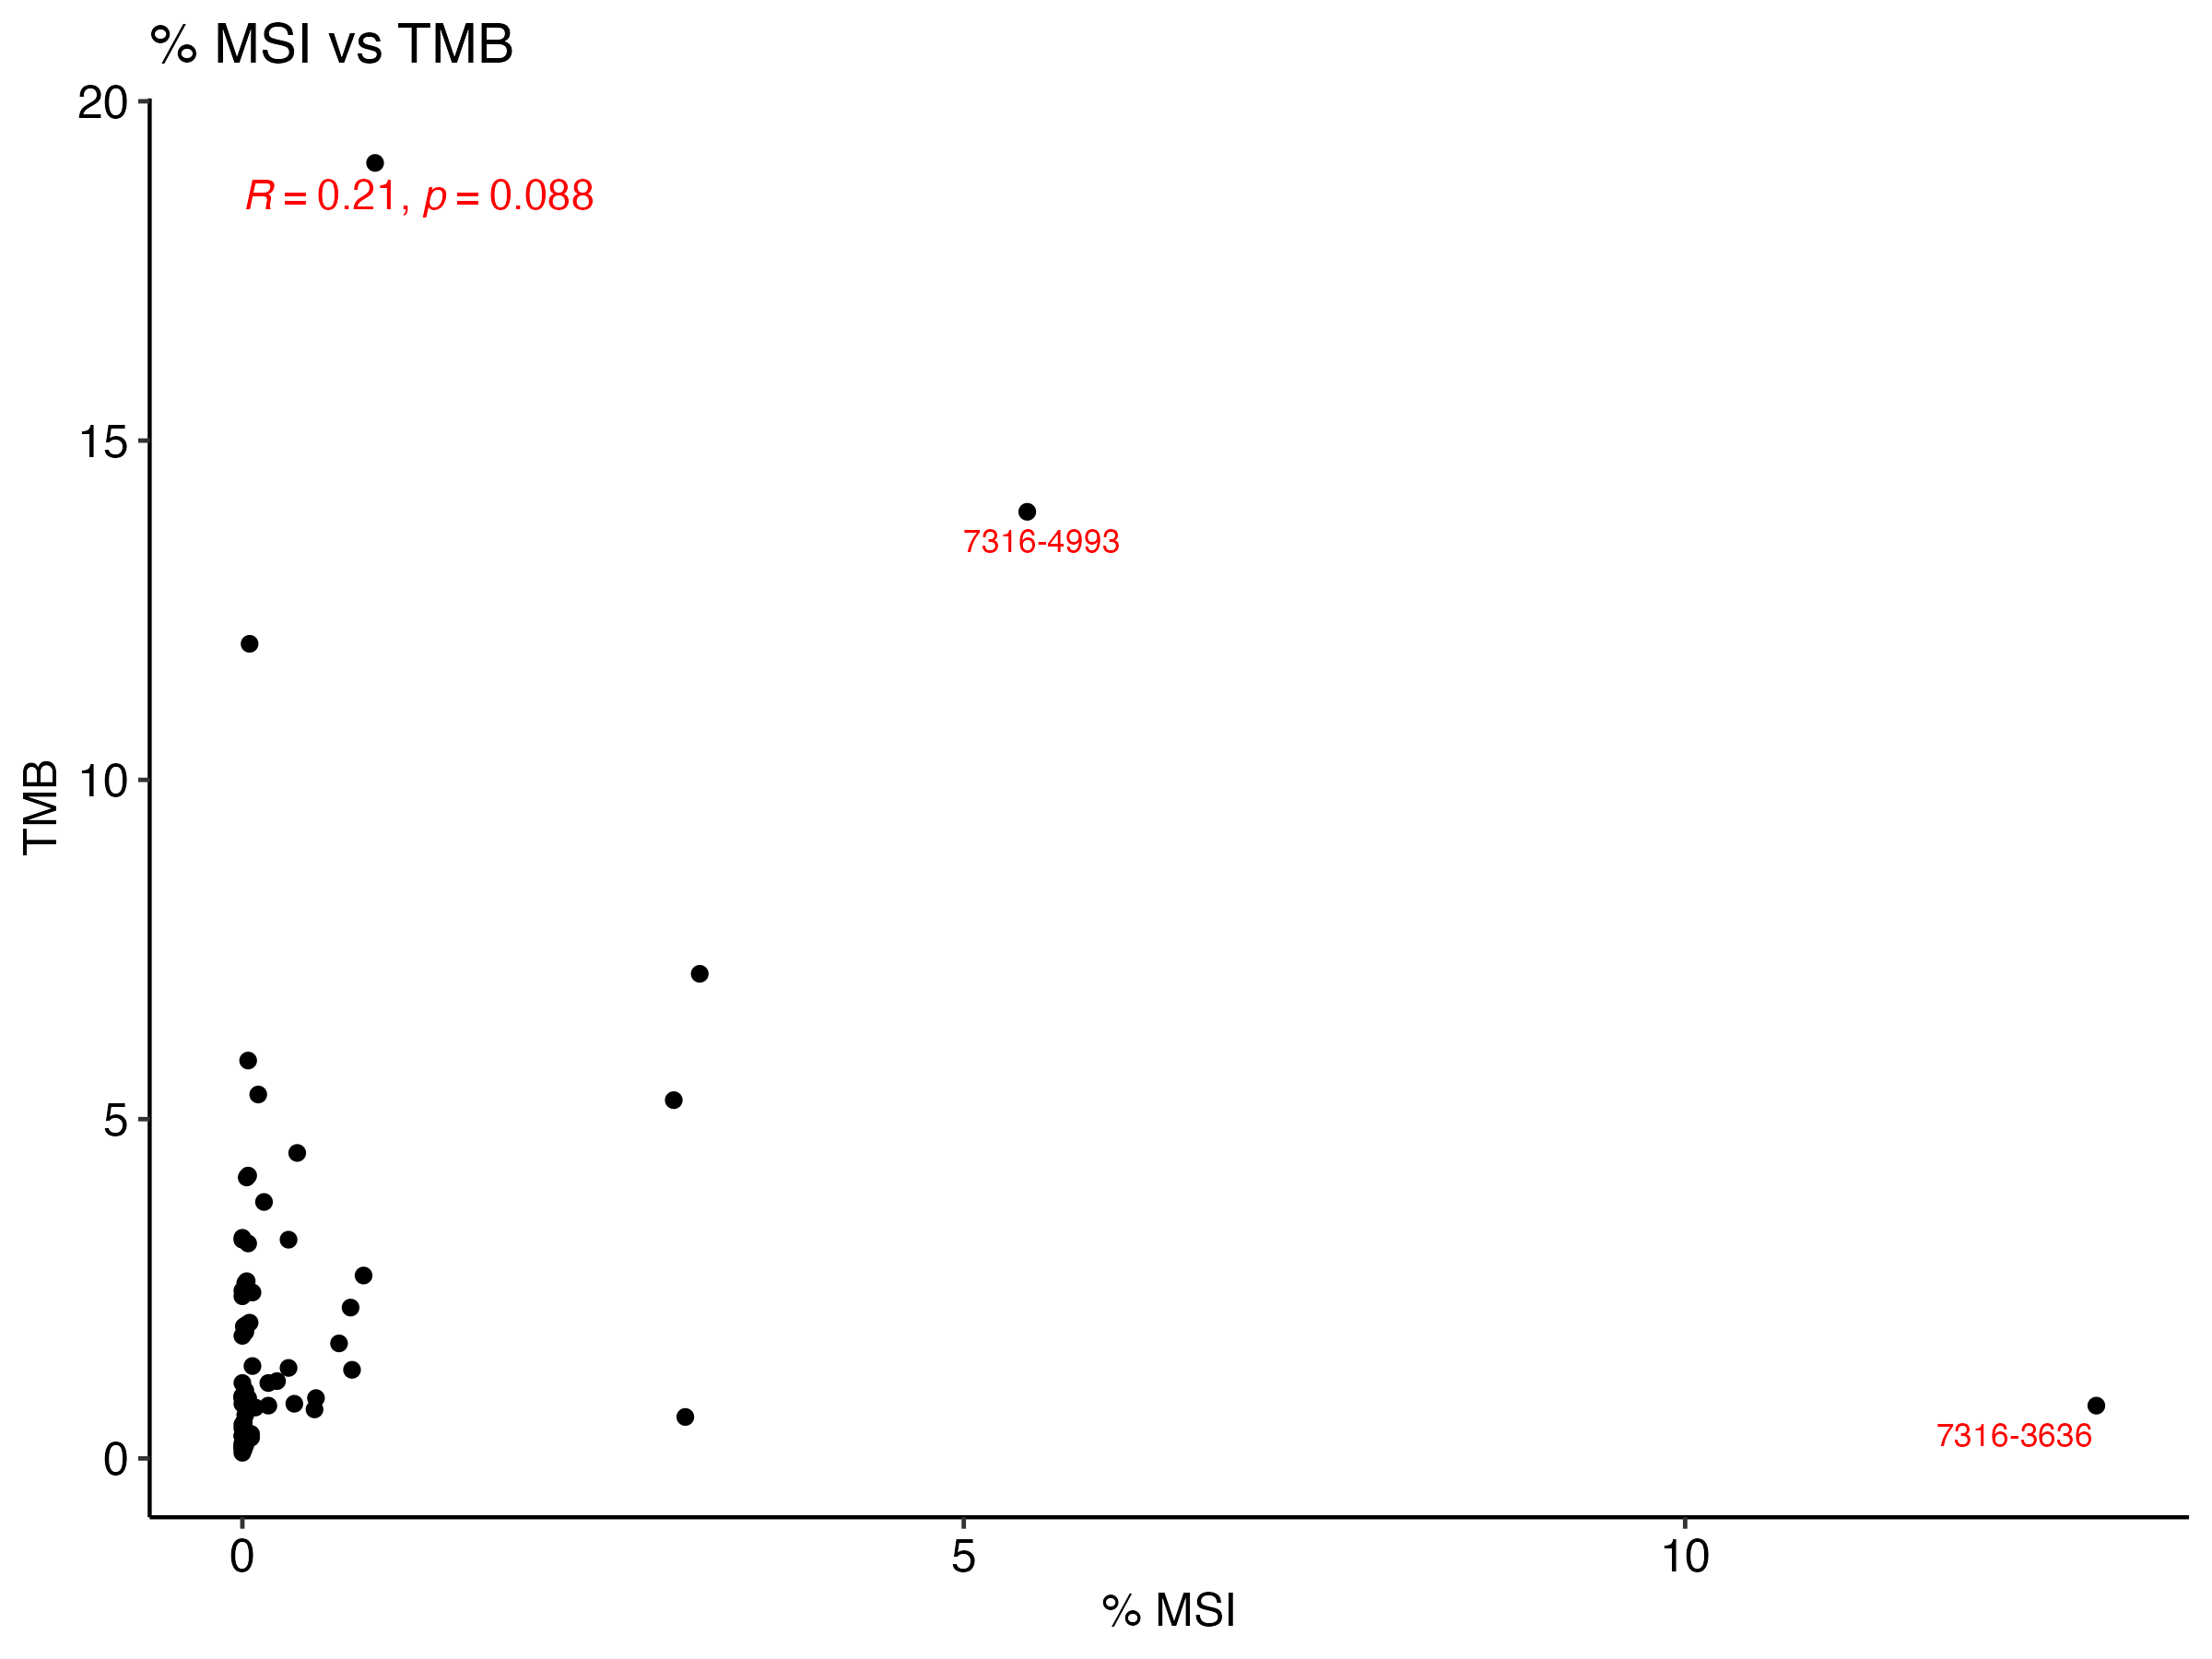 % MSI vs TMB
20
R = 0.21, p = 0.088
15
7316-4993
10
TMB
5
0
7316-3636
0 5 10
% MSI